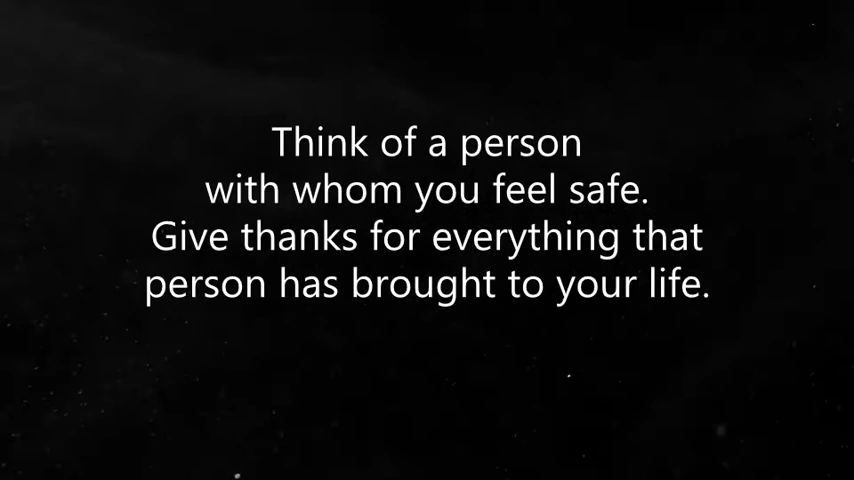 Think of a person
with whom you feel safe.
Give thanks for everything that
person has brought to your life.